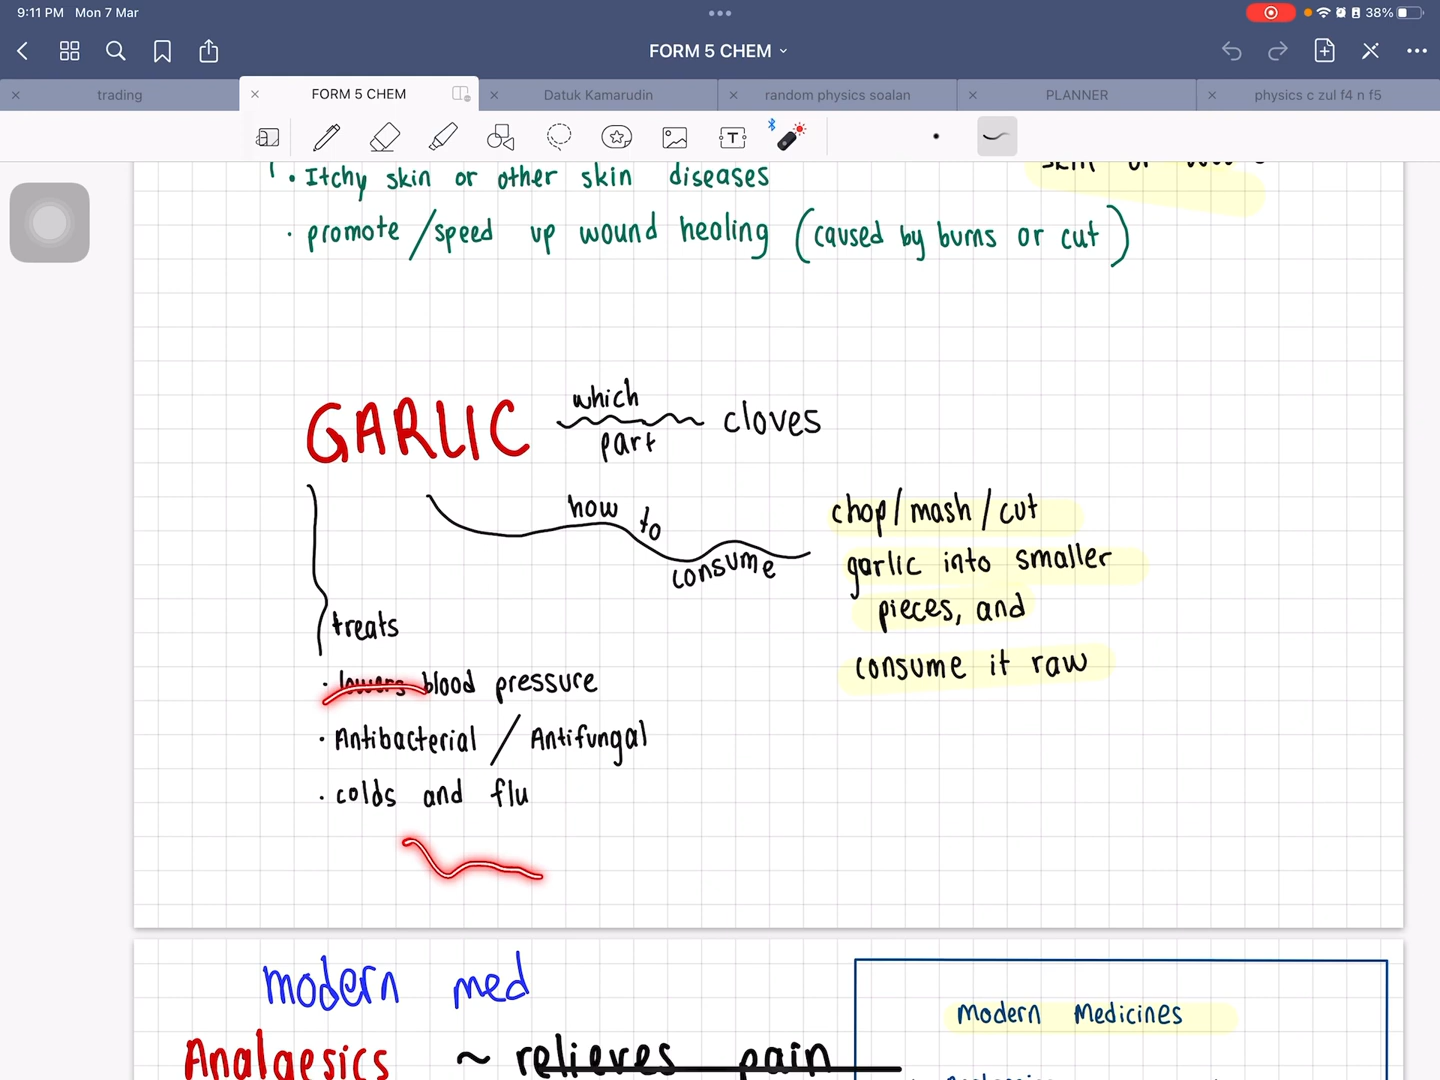 9:11 PM Mon 7 Mar
38%
FORM 5 CHEM
trading
FORM 5 CHEM
Datuk Kamarudin
random physics soalan
PLANNER
physics c zul f4 n f5
• Itchy skin or other skin diseases
• promote/speed up wound healing (caused by burns or cut)
GARLIC which part cloves
how to consume
chop/mash/cut
garlic into smaller
pieces, and
consume it raw
treats
• lowers blood pressure
• Antibacterial / Antifungal
• colds and flu
modern med
Modern Medicines
Analgesics ~ relieves pain